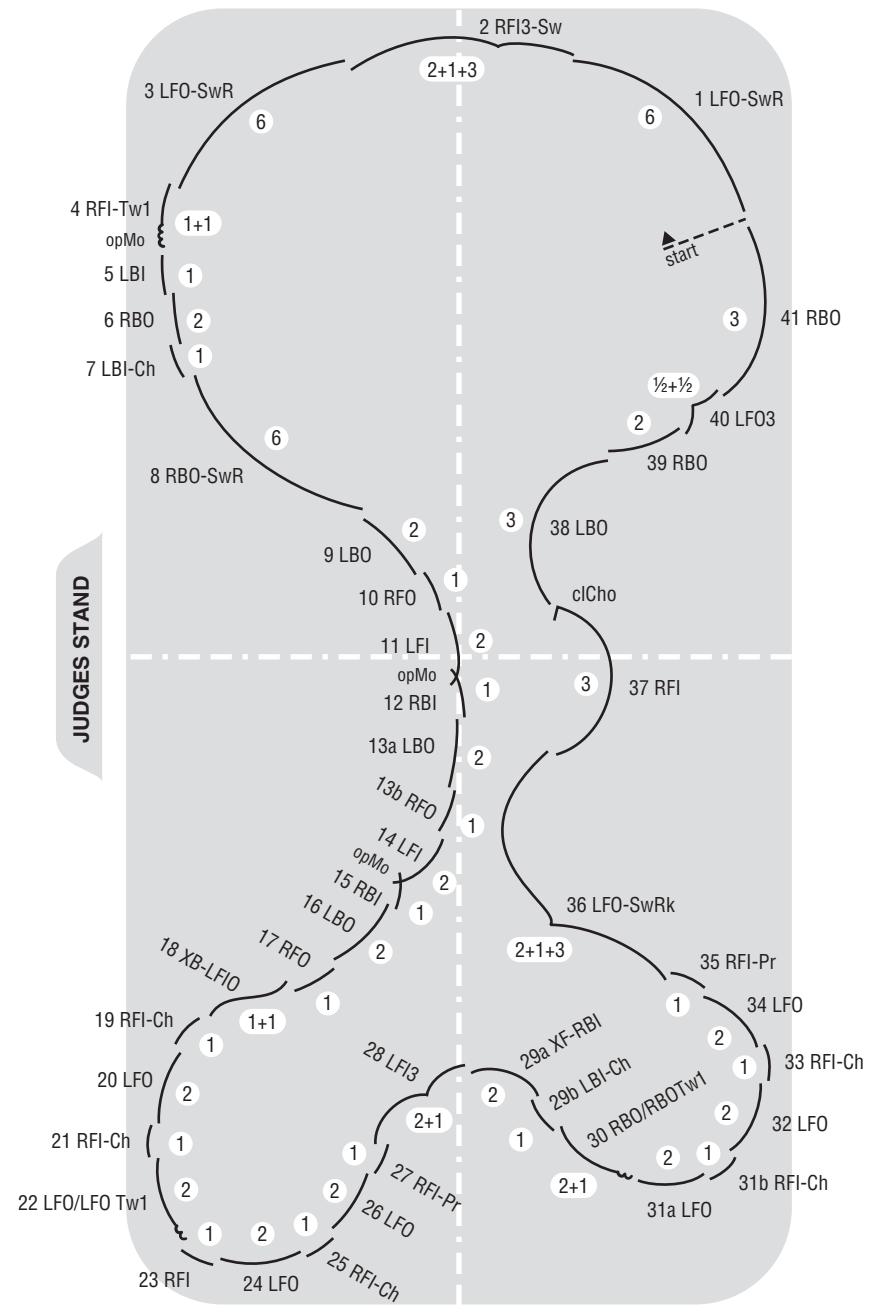 2 RFI3-Sw
2+1+3
3 LFO-SwR
6
1 LFO-SwR
6
4 RFI-Tw1
1+1
opMo
start
5 LBI
1
6 RBO
2
41 RBO
3
7 LBI-Ch
1
½+½
40 LFO3
2
39 RBO
8 RBO-SwR
6
9 LBO
2
3
38 LBO
10 RFO
1
clCho
11 LFI
2
opMo
12 RBI
1
3
37 RFI
JUDGES STAND
13a LBO
2
13b RFO
1
14 LFI
2
opMo
15 RBI
1
16 LBO
2
17 RFO
1
18 XB-LFIO
1+1
36 LFO-SwRk
2+1+3
35 RFI-Pr
1
34 LFO
2
19 RFI-Ch
1
33 RFI-Ch
1
20 LFO
2
28 LFI3
2+1
29a XF-RBI
2
29b LBI-Ch
1
30 RBO/RBOTw1
2+1
32 LFO
2
21 RFI-Ch
1
27 RFI-Pr
1
31b RFI-Ch
1
22 LFO/LFO Tw1
2
26 LFO
2
31a LFO
2
23 RFI
1
24 LFO
2
25 RFI-Ch
1